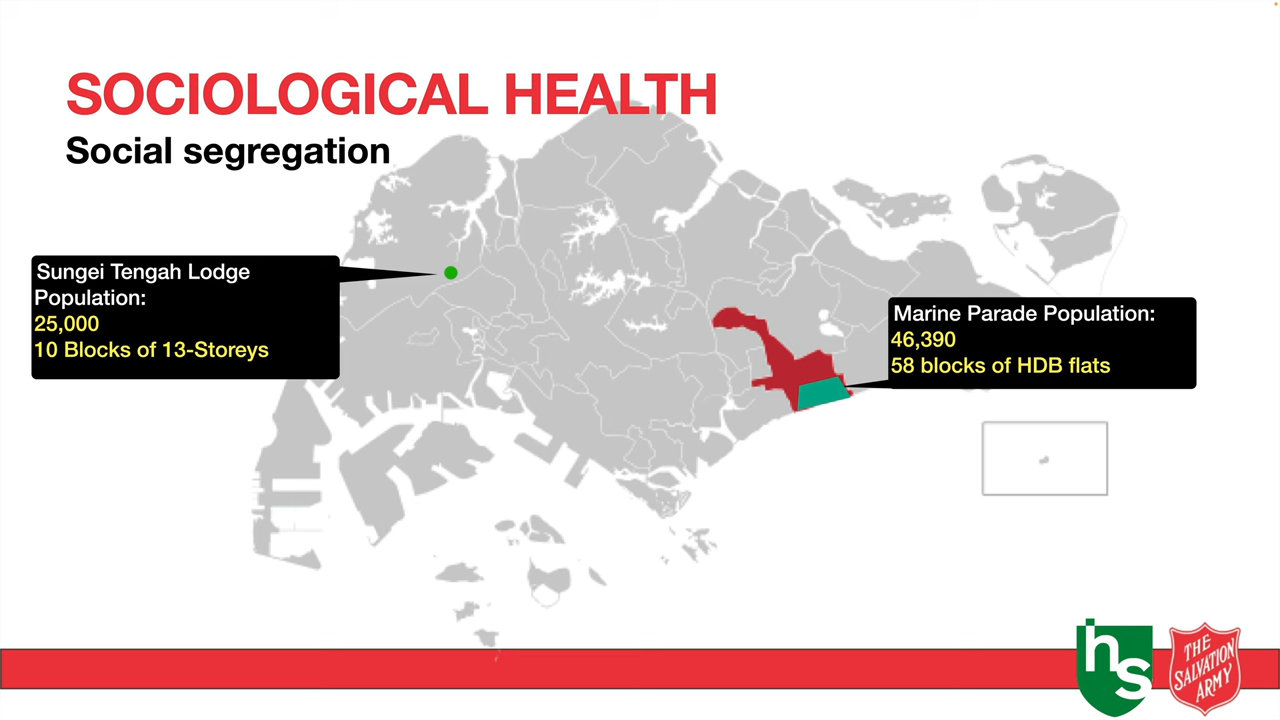 SOCIOLOGICAL HEALTH
Social segregation
Sungei Tengah Lodge
Population:
25,000
10 Blocks of 13-Storeys
Marine Parade Population:
46,390
58 blocks of HDB flats
hs
THE
SALVATION
ARMY